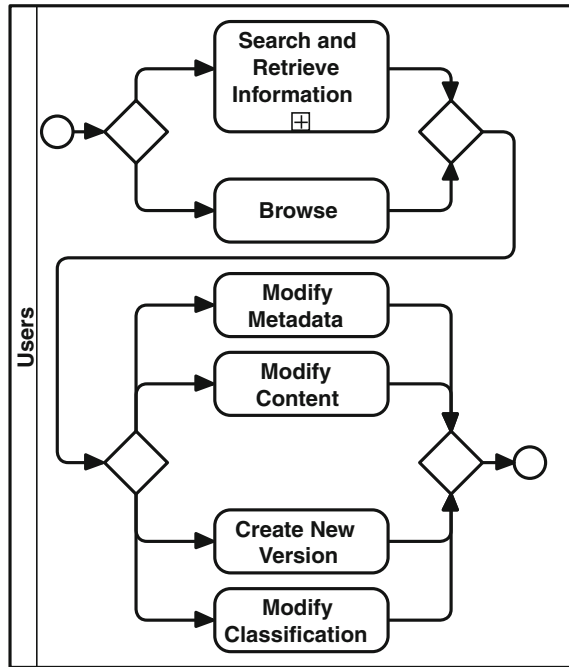 Users
Search and
Retrieve
Information
Browse
Modify
Metadata
Modify
Content
Create New
Version
Modify
Classification